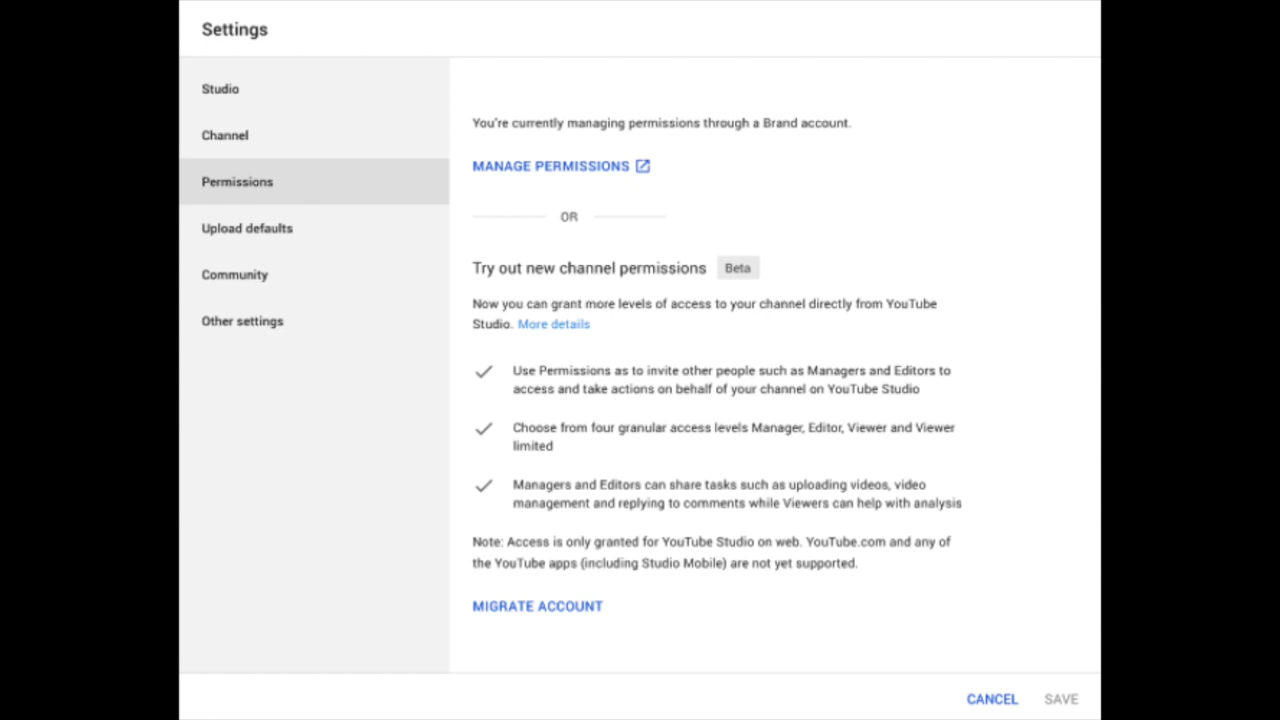 Settings
Studio
Channel
Permissions
Upload defaults
Community
Other settings
You're currently managing permissions through a Brand account.
MANAGE PERMISSIONS
OR
Try out new channel permissions Beta
Now you can grant more levels of access to your channel directly from YouTube
Studio. More details
Use Permissions as to invite other people such as Managers and Editors to
access and take actions on behalf of your channel on YouTube Studio
Choose from four granular access levels Manager, Editor, Viewer and Viewer
limited
Managers and Editors can share tasks such as uploading videos, video
management and replying to comments while Viewers can help with analysis
Note: Access is only granted for YouTube Studio on web. YouTube.com and any of
the YouTube apps (including Studio Mobile) are not yet supported.
MIGRATE ACCOUNT
CANCEL SAVE